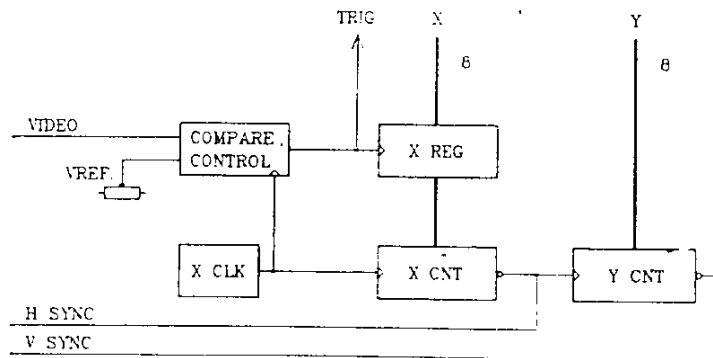 TRIG X Y
8 8
VIDEO
COMPARE.
CONTROL
X REG
VREF.
X CLK
X CNT
Y CNT
H SYNC
V SYNC